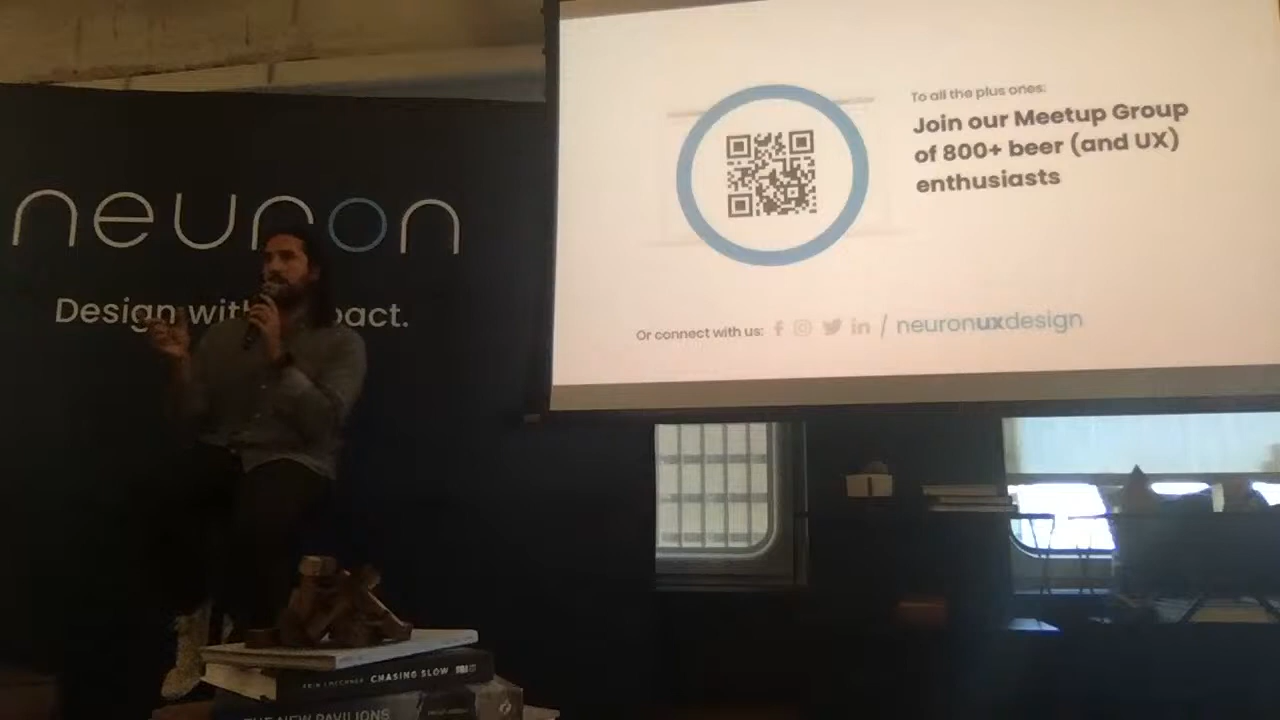 neuron
Design with pact.
To all the plus ones:
Join our Meetup Group
of 800+ beer (and UX)
enthusiasts
Or connect with us: f in / neuronuxdesign
CHASING SLOW
THE NEW PAVILIONS